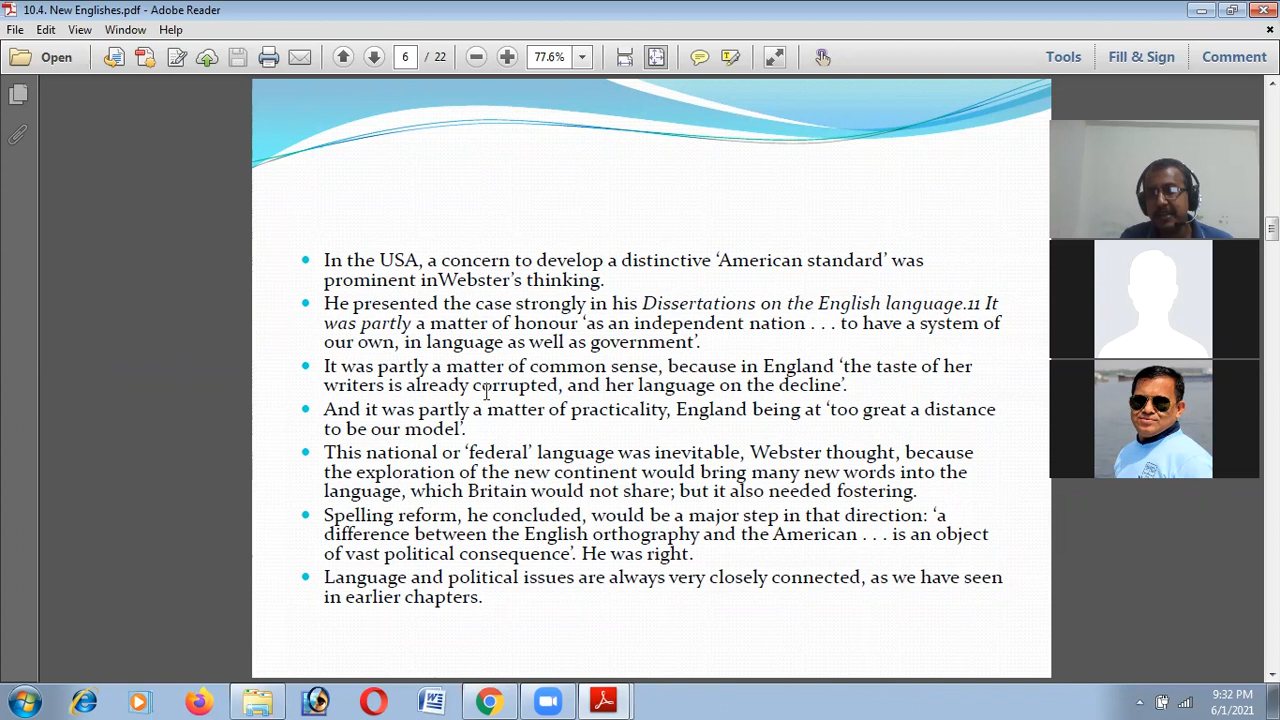 10.4. New Englishes.pdf - Adobe Reader
File Edit View Window Help
Open 6 / 22 77.6% Tools Fill & Sign Comment
In the USA, a concern to develop a distinctive ‘American standard’ was
prominent inWebster’s thinking.
He presented the case strongly in his Dissertations on the English language.11 It
was partly a matter of honour ‘as an independent nation . . . to have a system of
our own, in language as well as government’.
It was partly a matter of common sense, because in England ‘the taste of her
writers is already corrupted, and her language on the decline’.
And it was partly a matter of practicality, England being at ‘too great a distance
to be our model’.
This national or ‘federal’ language was inevitable, Webster thought, because
the exploration of the new continent would bring many new words into the
language, which Britain would not share; but it also needed fostering.
Spelling reform, he concluded, would be a major step in that direction: ‘a
difference between the English orthography and the American . . . is an object
of vast political consequence’. He was right.
Language and political issues are always very closely connected, as we have seen
in earlier chapters.
9:32 PM
6/1/2021